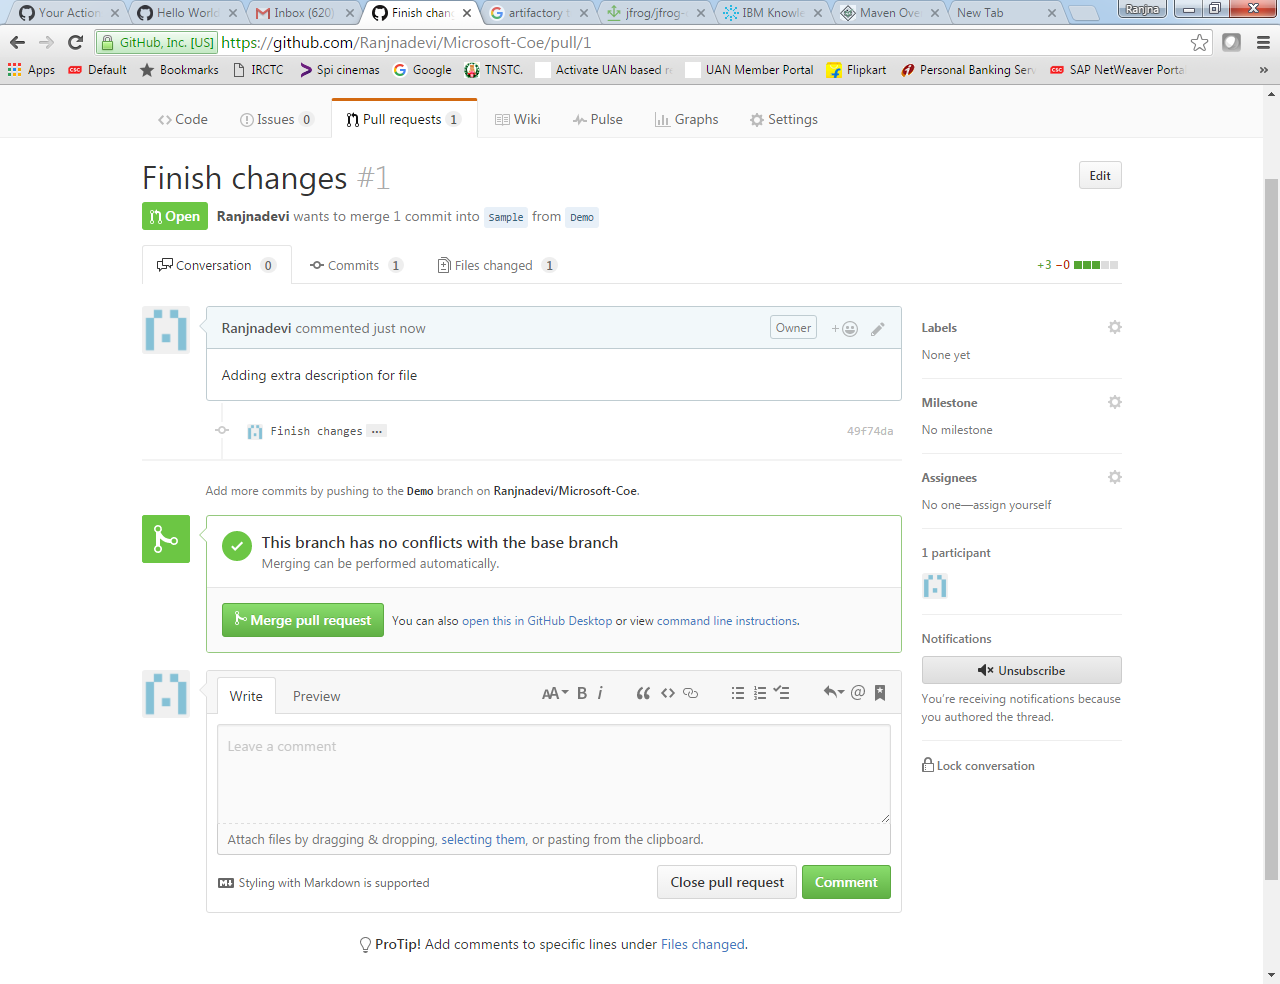 Your Action
Hello World
Inbox (620)
Finish chang
artifactory t
jfrog/jfrog-
IBM Knowle
Maven Ove
New Tab
Ranjna
GitHub, Inc. [US] https://github.com/Ranjnadevi/Microsoft-Coe/pull/1
Apps
Default
Bookmarks
IRCTC
Spi cinemas
Google
TNSTC.
Activate UAN based r
UAN Member Portal
Flipkart
Personal Banking Ser
SAP NetWeaver Porta
»
Code
Issues 0
Pull requests 1
Wiki
Pulse
Graphs
Settings
Finish changes #1
Edit
Open
Ranjnadevi wants to merge 1 commit into Sample from Demo
Conversation 0
Commits 1
Files changed 1
+3 −0
Ranjnadevi commented just now
Owner
+
Adding extra description for file
Finish changes …
49f74da
Add more commits by pushing to the Demo branch on Ranjnadevi/Microsoft-Coe.
This branch has no conflicts with the base branch
Merging can be performed automatically.
Merge pull request
You can also open this in GitHub Desktop or view command line instructions.
Write
Preview
AA
B
i
“
<>
@
Leave a comment
Attach files by dragging & dropping, selecting them, or pasting from the clipboard.
Styling with Markdown is supported
Close pull request
Comment
ProTip! Add comments to specific lines under Files changed.
Labels
None yet
Milestone
No milestone
Assignees
No one—assign yourself
1 participant
Notifications
Unsubscribe
You’re receiving notifications because
you authored the thread.
Lock conversation